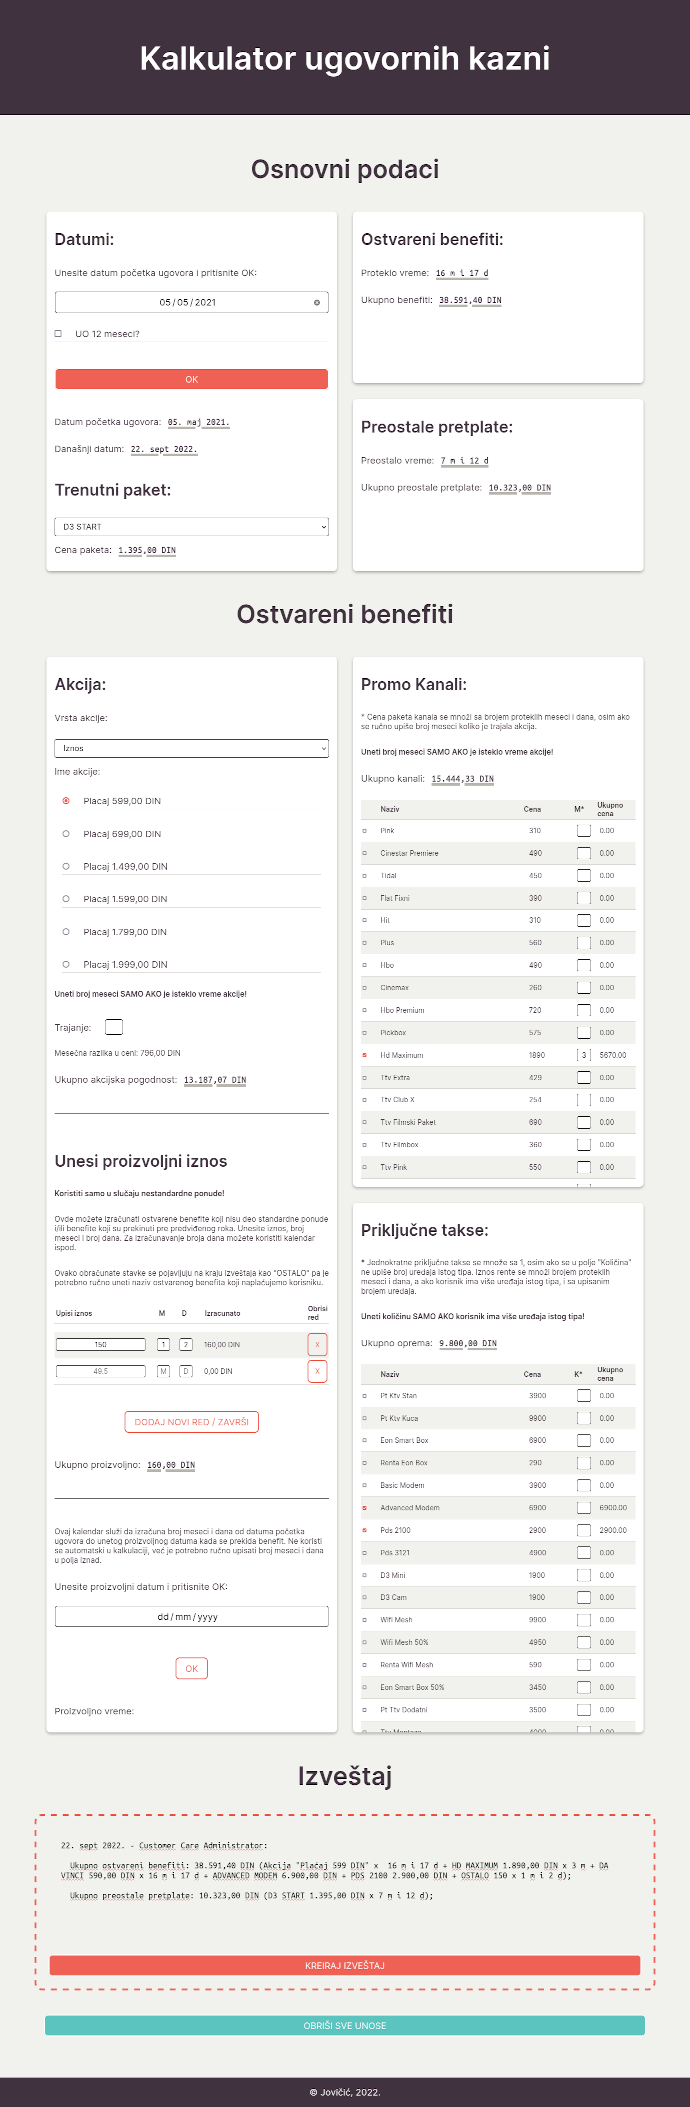 Kalkulator ugovornih kazni
Osnovni podaci
Datumi:
Unesite datum početka ugovora i pritisnite OK:
05 / 05 / 2021
UO 12 meseci?
OK
Datum početka ugovora: 05. maj 2021.
Današnji datum: 22. sept 2022.
Trenutni paket:
D3 START
Cena paketa: 1.395,00 DIN
Ostvareni benefiti:
Proteklo vreme: 16 m i 17 d
Ukupno benefiti: 38.591,40 DIN
Preostale pretplate:
Preostalo vreme: 7 m i 12 d
Ukupno preostale pretplate: 10.323,00 DIN
Ostvareni benefiti
Akcija:
Vrsta akcije:
Iznos
Ime akcije:
Placaj 599,00 DIN
Placaj 699,00 DIN
Placaj 1.499,00 DIN
Placaj 1.599,00 DIN
Placaj 1.799,00 DIN
Placaj 1.999,00 DIN
Uneti broj meseci SAMO AKO je isteklo vreme akcije!
Trajanje:
Mesečna razlika u ceni: 796,00 DIN
Ukupno akcijska pogodnost: 13.187,07 DIN
Unesi proizvoljni iznos
Koristiti samo u slučaju nestandardne ponude!
Ovde možete izračunati ostvarene benefite koji nisu deo standardne ponude
i/ili benefite koji su prekinuti pre predviđenog roka. Unesite iznos, broj
meseci i broj dana. Za izračunavanje broja dana možete koristiti kalendar
ispod.
Ovako obračunate stavke se pojavljuju na kraju izveštaja kao "OSTALO" pa je
potrebno ručno uneti naziv ostvarenog benefita koji naplaćujemo korisniku.
Upisi iznos M D Izracunato Obrisi
red
150 1 2 160,00 DIN X
49,5 M D 0,00 DIN X
DODAJ NOVI RED / ZAVRŠI
Ukupno proizvoljno: 160,00 DIN
Ovaj kalendar služi da izračuna broj meseci i dana od datuma početka
ugovora do unetog proizvoljnog datuma kada se prekida benefit. Ne koristi
se automatski u kalkulaciji, već je potrebno ručno upisati broj meseci i dana
u polja iznad.
Unesite proizvoljni datum i pritisnite OK:
dd / mm / yyyy
OK
Proizvoljno vreme:
Promo Kanali:
* Cena paketa kanala se množi sa brojem proteklih meseci i dana, osim ako
se ručno upiše broj meseci koliko je trajala akcija.
Uneti broj meseci SAMO AKO je isteklo vreme akcije!
Ukupno kanali: 15.444,33 DIN
Naziv Cena M* Ukupno
cena
Pink 310 0.00
Cinestar Premiere 490 0.00
Tidal 450 0.00
Flat Fixni 390 0.00
Hit 310 0.00
Plus 560 0.00
Hbo 490 0.00
Cinemax 260 0.00
Hbo Premium 720 0.00
Pickbox 575 0.00
Hd Maximum 1890 3 5670.00
Ttv Extra 429 0.00
Ttv Club X 254 0.00
Ttv Filmski Paket 690 0.00
Ttv Filmbox 360 0.00
Ttv Pink 550 0.00
Priključne takse:
* Jednokratne priključne takse se množe sa 1, osim ako se u polje "Količina"
ne upiše broj uređaja istog tipa. Iznos rente se množi brojem proteklih
meseci i dana, a ako korisnik ima više uređaja istog tipa, i sa upisanim
brojem uređaja.
Uneti količinu SAMO AKO korisnik ima više uređaja istog tipa!
Ukupno oprema: 9.800,00 DIN
Naziv Cena K* Ukupno
cena
Pt Ktv Stan 3900 0.00
Pt Ktv Kuca 9900 0.00
Eon Smart Box 6900 0.00
Renta Eon Box 290 0.00
Basic Modem 3900 0.00
Advanced Modem 6900 6900.00
Pds 2100 2900 2900.00
Pds 3121 4900 0.00
D3 Mini 1900 0.00
D3 Cam 1900 0.00
Wifi Mesh 9900 0.00
Wifi Mesh 50% 4950 0.00
Renta Wifi Mesh 590 0.00
Eon Smart Box 50% 3450 0.00
Pt Ttv Dodatni 3500 0.00
Ttv Montaza 4000 0.00
Izveštaj
22. sept 2022. - Customer Care Administrator:
Ukupno ostvareni benefiti: 38.591,40 DIN (Akcija "Plaćaj 599 DIN" x 16 m i 17 d + HD MAXIMUM 1.890,00 DIN x 3 m + DA
VINCI 590,00 DIN x 16 m i 17 d + ADVANCED MODEM 6.900,00 DIN + PDS 2100 2.900,00 DIN + OSTALO 150 x 1 m i 2 d);
Ukupno preostale pretplate: 10.323,00 DIN (D3 START 1.395,00 DIN x 7 m i 12 d);
KREIRAJ IZVEŠTAJ
OBRIŠI SVE UNOSE
© Jovičić, 2022.